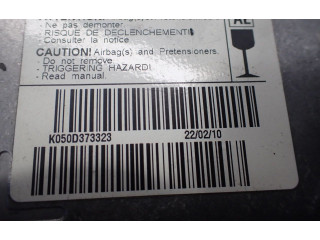 - Ne pas démonter.
- RISQUE DE DECLENCHEMENT!
- Consulter la notice
CAUTION! Airbag(s) and Pretensioners.
- Do not remove
- TRIGGERING HAZARD!
- Read manual
K050D373323
22/02/10